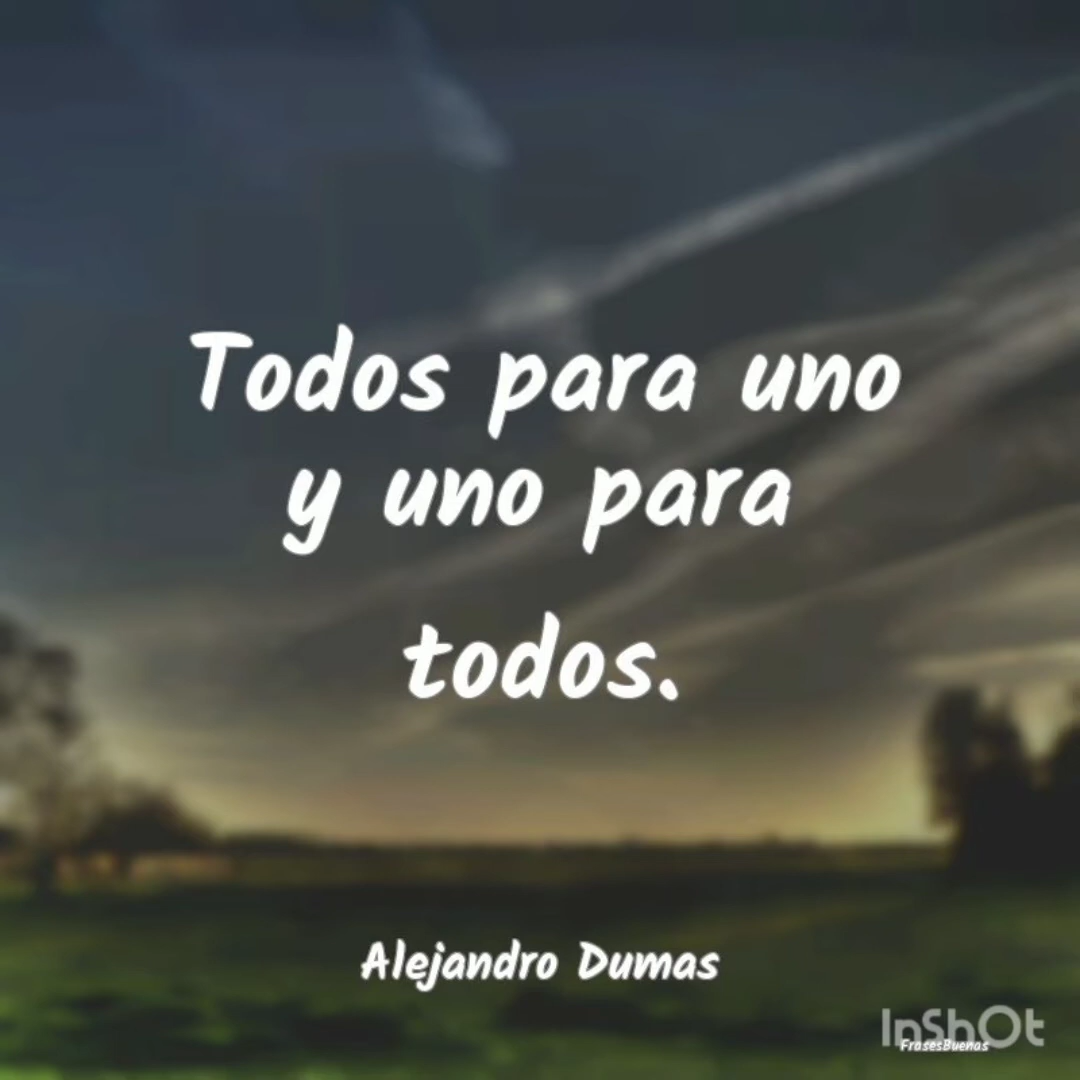 Todos para uno
y uno para
todos.
Alejandro Dumas
InShOt
FrasesBuenas